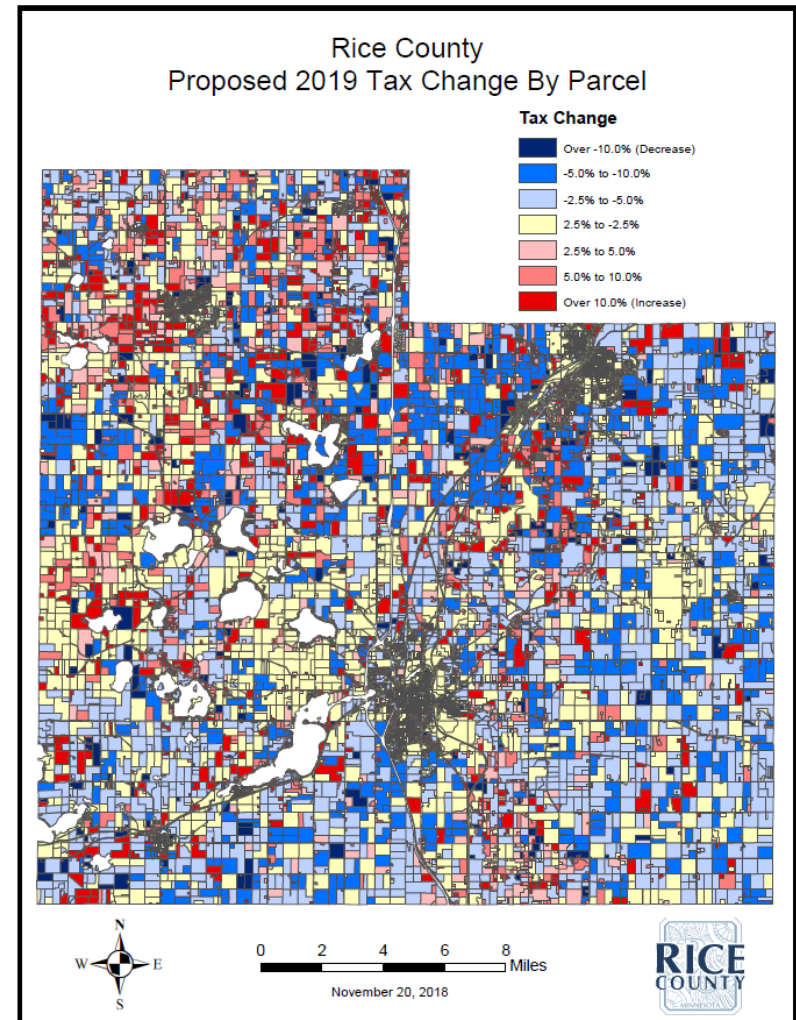 Rice County
Proposed 2019 Tax Change By Parcel
Tax Change
Over -10.0% (Decrease)
-5.0% to -10.0%
-2.5% to -5.0%
2.5% to -2.5%
2.5% to 5.0%
5.0% to 10.0%
Over 10.0% (Increase)
N
W E
S
0 2 4 6 8
Miles
November 20, 2018
RICE
COUNTY
MINNESOTA